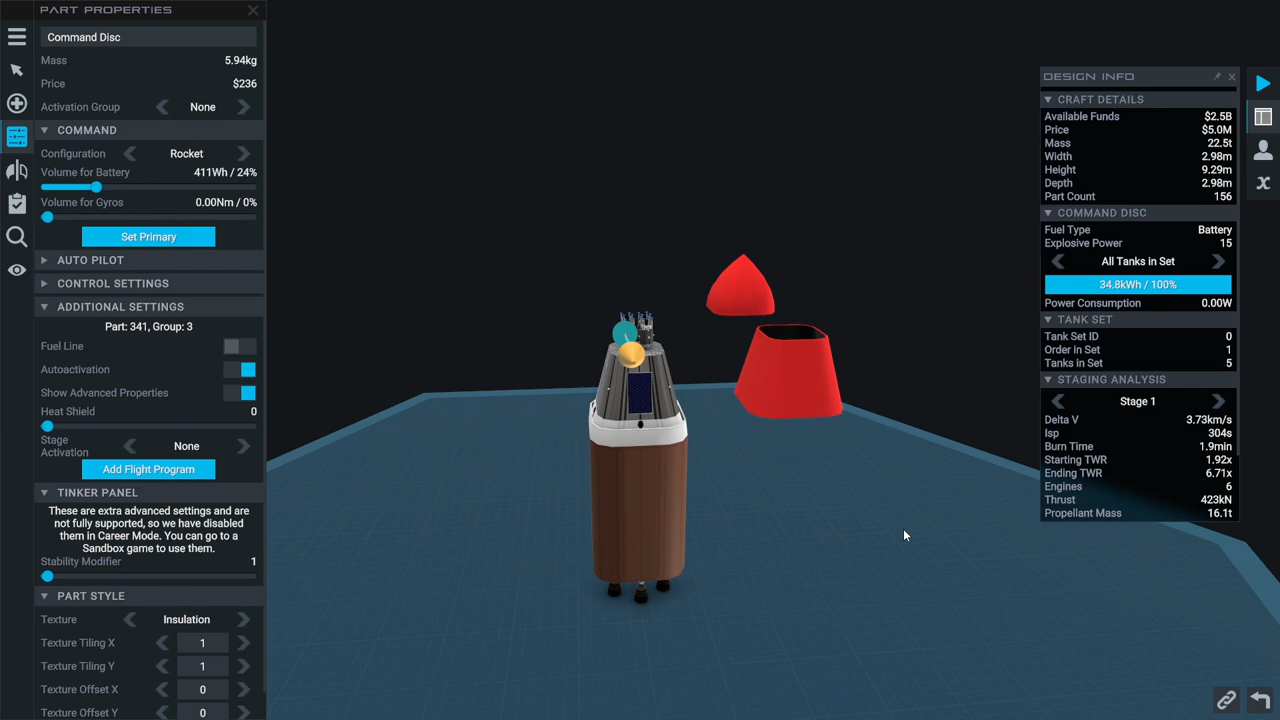 PART PROPERTIES
Command Disc
Mass 5.94kg
Price $236
Activation Group None
COMMAND
Configuration Rocket
Volume for Battery 411Wh / 24%
Volume for Gyros 0.00Nm / 0%
Set Primary
AUTO PILOT
CONTROL SETTINGS
ADDITIONAL SETTINGS
Part: 341, Group: 3
Fuel Line
Autoactivation
Show Advanced Properties
Heat Shield 0
Stage
Activation None
Add Flight Program
TINKER PANEL
These are extra advanced settings and are
not fully supported, so we have disabled
them in Career Mode. You can go to a
Sandbox game to use them.
Stability Modifier 1
PART STYLE
Texture Insulation
Texture Tiling X 1
Texture Tiling Y 1
Texture Offset X 0
Texture Offset Y 0
DESIGN INFO
CRAFT DETAILS
Available Funds $2.5B
Price $5.0M
Mass 22.5t
Width 2.98m
Height 9.29m
Depth 2.98m
Part Count 156
COMMAND DISC
Fuel Type Battery
Explosive Power 15
All Tanks in Set
34.8kWh / 100%
Power Consumption 0.00W
TANK SET
Tank Set ID 0
Order in Set 1
Tanks in Set 5
STAGING ANALYSIS
Stage 1
Delta V 3.73km/s
Isp 304s
Burn Time 1.9min
Starting TWR 1.92x
Ending TWR 6.71x
Engines 6
Thrust 423kN
Propellant Mass 16.1t